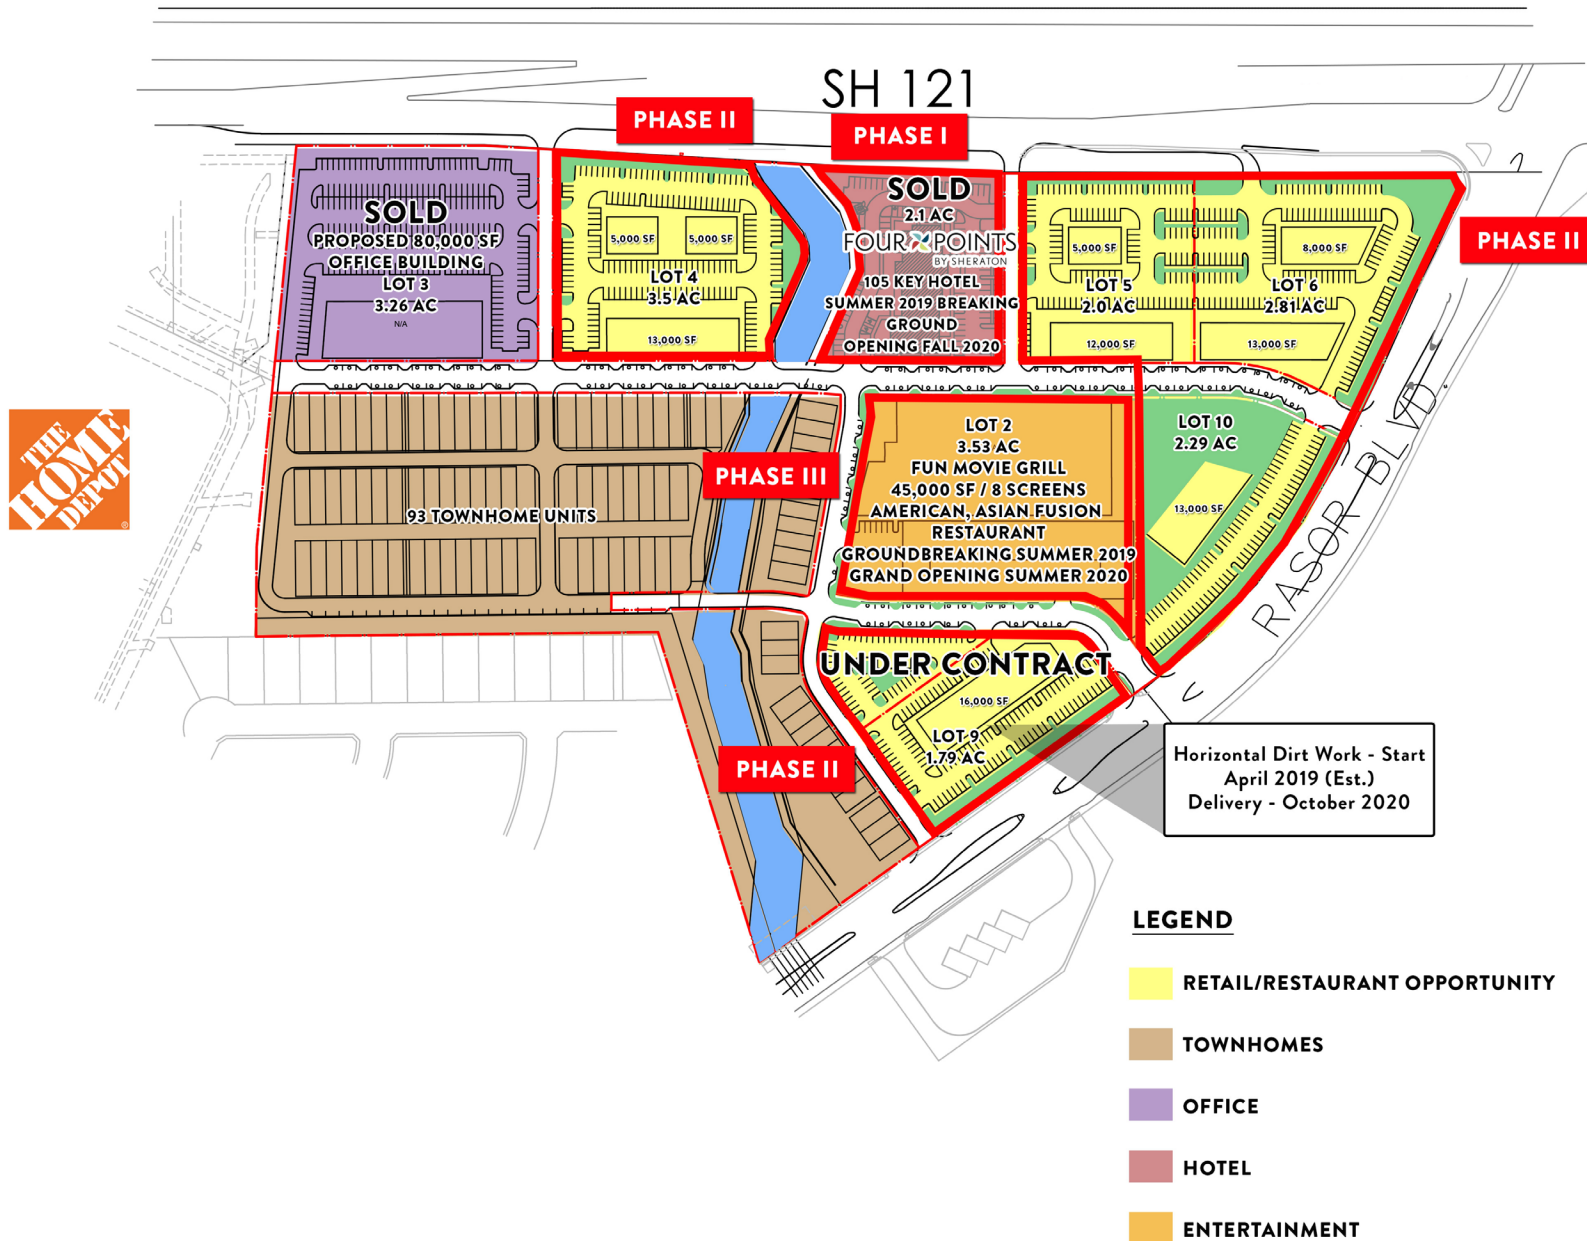 SH 121
PHASE II
PHASE I
SOLD
PROPOSED 80,000 SF
OFFICE BUILDING
LOT 3
3.26 AC
N/A
5,000 SF
5,000 SF
LOT 4
3.5 AC
13,000 SF
SOLD
2.1 AC
FOUR POINTS
BY SHERATON
105 KEY HOTEL
SUMMER 2019 BREAKING
GROUND
OPENING FALL 2020
5,000 SF
LOT 5
2.0 AC
12,000 SF
8,000 SF
LOT 6
2.81 AC
13,000 SF
PHASE II
THE
HOME
DEPOT
®
93 TOWNHOME UNITS
PHASE III
LOT 2
3.53 AC
FUN MOVIE GRILL
45,000 SF / 8 SCREENS
AMERICAN, ASIAN FUSION
RESTAURANT
GROUNDBREAKING SUMMER 2019
GRAND OPENING SUMMER 2020
LOT 10
2.29 AC
13,000 SF
RASOR BLVD
UNDER CONTRACT
16,000 SF
LOT 9
1.79 AC
PHASE II
Horizontal Dirt Work - Start
April 2019 (Est.)
Delivery - October 2020
LEGEND
RETAIL/RESTAURANT OPPORTUNITY
TOWNHOMES
OFFICE
HOTEL
ENTERTAINMENT